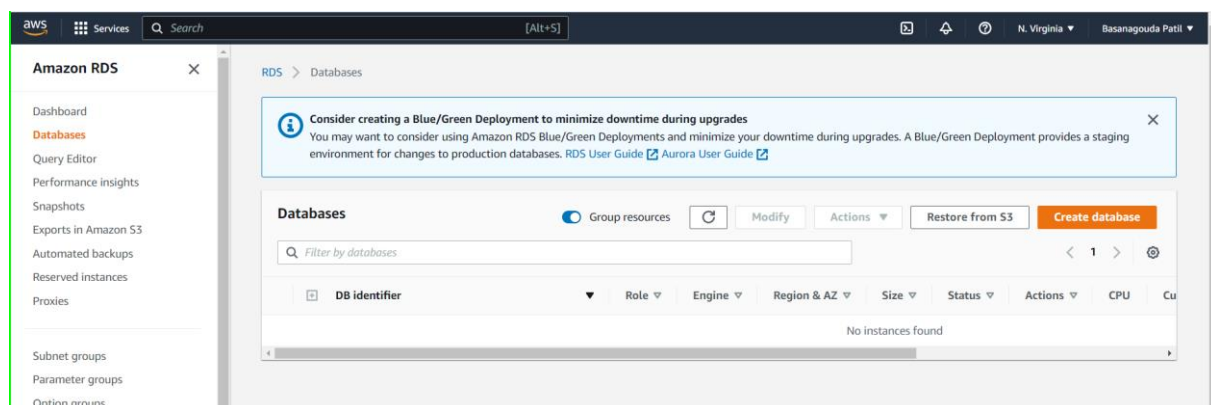 aws Services Search [Alt+S] N. Virginia ▼ Basanagouda Patil ▼
Amazon RDS
Dashboard
Databases
Query Editor
Performance insights
Snapshots
Exports in Amazon S3
Automated backups
Reserved instances
Proxies
Subnet groups
Parameter groups
Option groups
RDS > Databases
Consider creating a Blue/Green Deployment to minimize downtime during upgrades
You may want to consider using Amazon RDS Blue/Green Deployments and minimize your downtime during upgrades. A Blue/Green Deployment provides a staging
environment for changes to production databases. RDS User Guide Aurora User Guide
Databases Group resources Modify Actions ▼ Restore from S3 Create database
Filter by databases < 1 >
DB identifier ▼ Role Engine Region & AZ Size Status Actions CPU Cu
No instances found